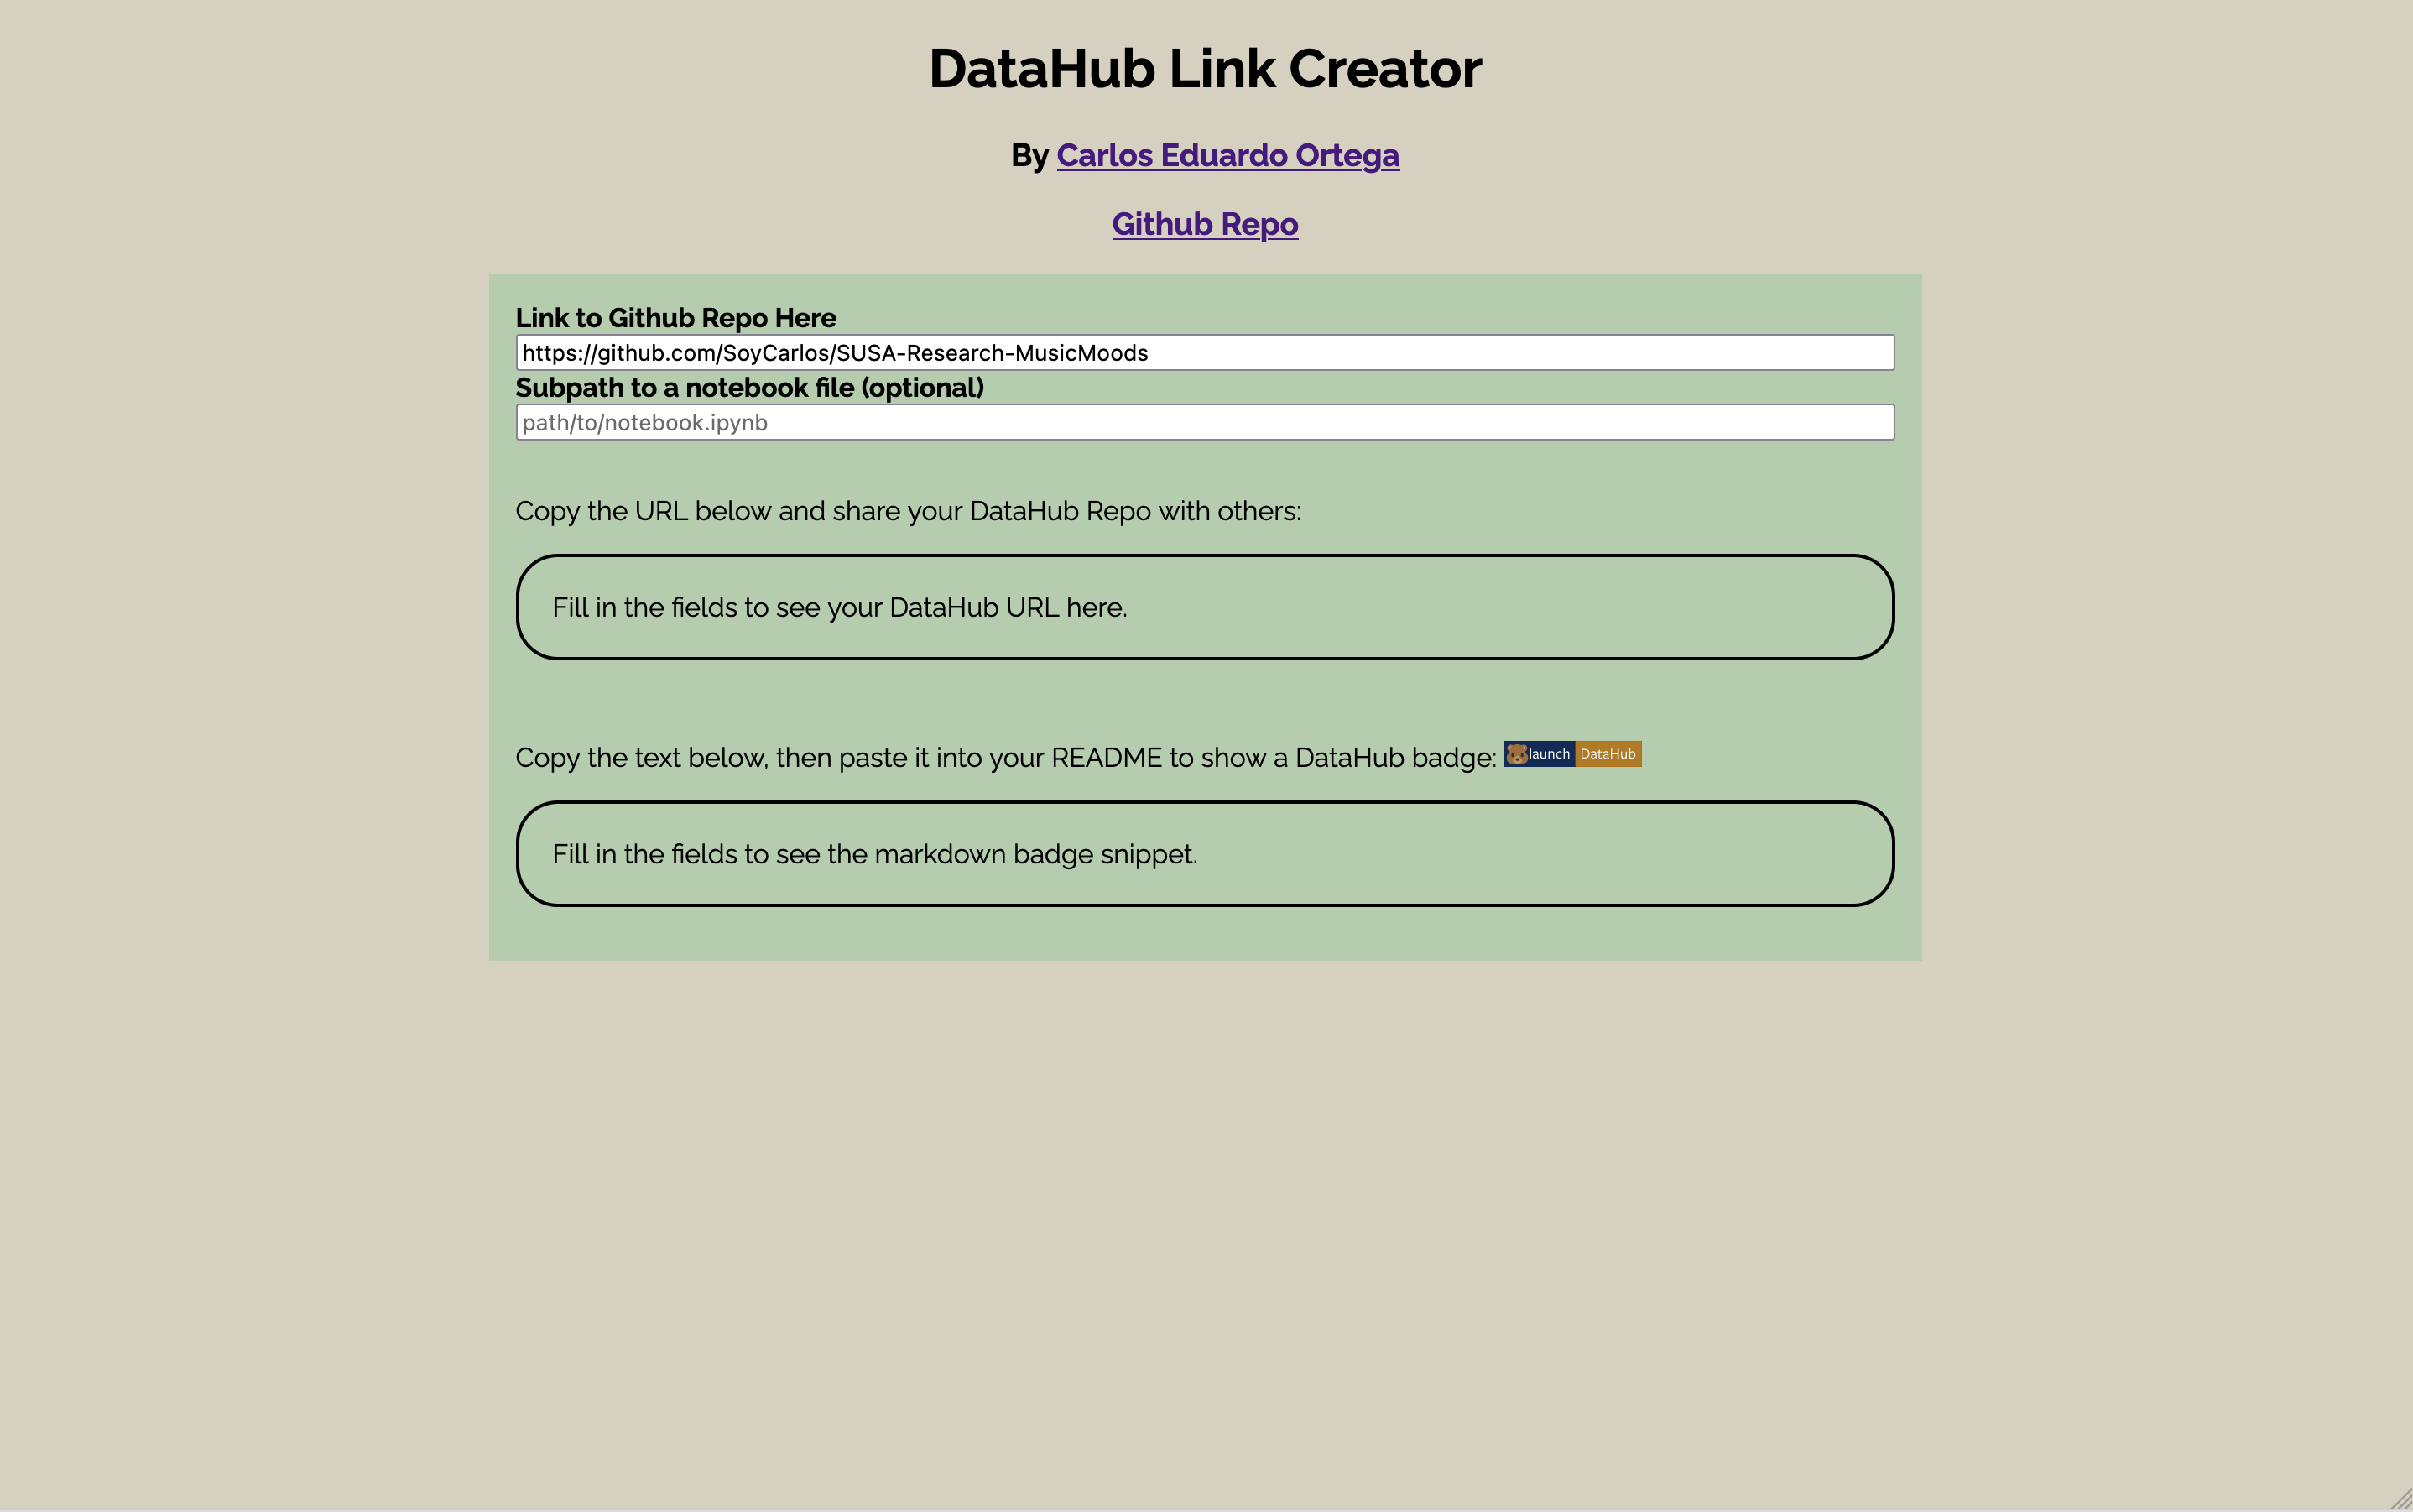 DataHub Link Creator
By Carlos Eduardo Ortega
Github Repo
Link to Github Repo Here
https://github.com/SoyCarlos/SUSA-Research-MusicMoods
Subpath to a notebook file (optional)
path/to/notebook.ipynb
Copy the URL below and share your DataHub Repo with others:
Fill in the fields to see your DataHub URL here.
Copy the text below, then paste it into your README to show a DataHub badge: launch DataHub
Fill in the fields to see the markdown badge snippet.